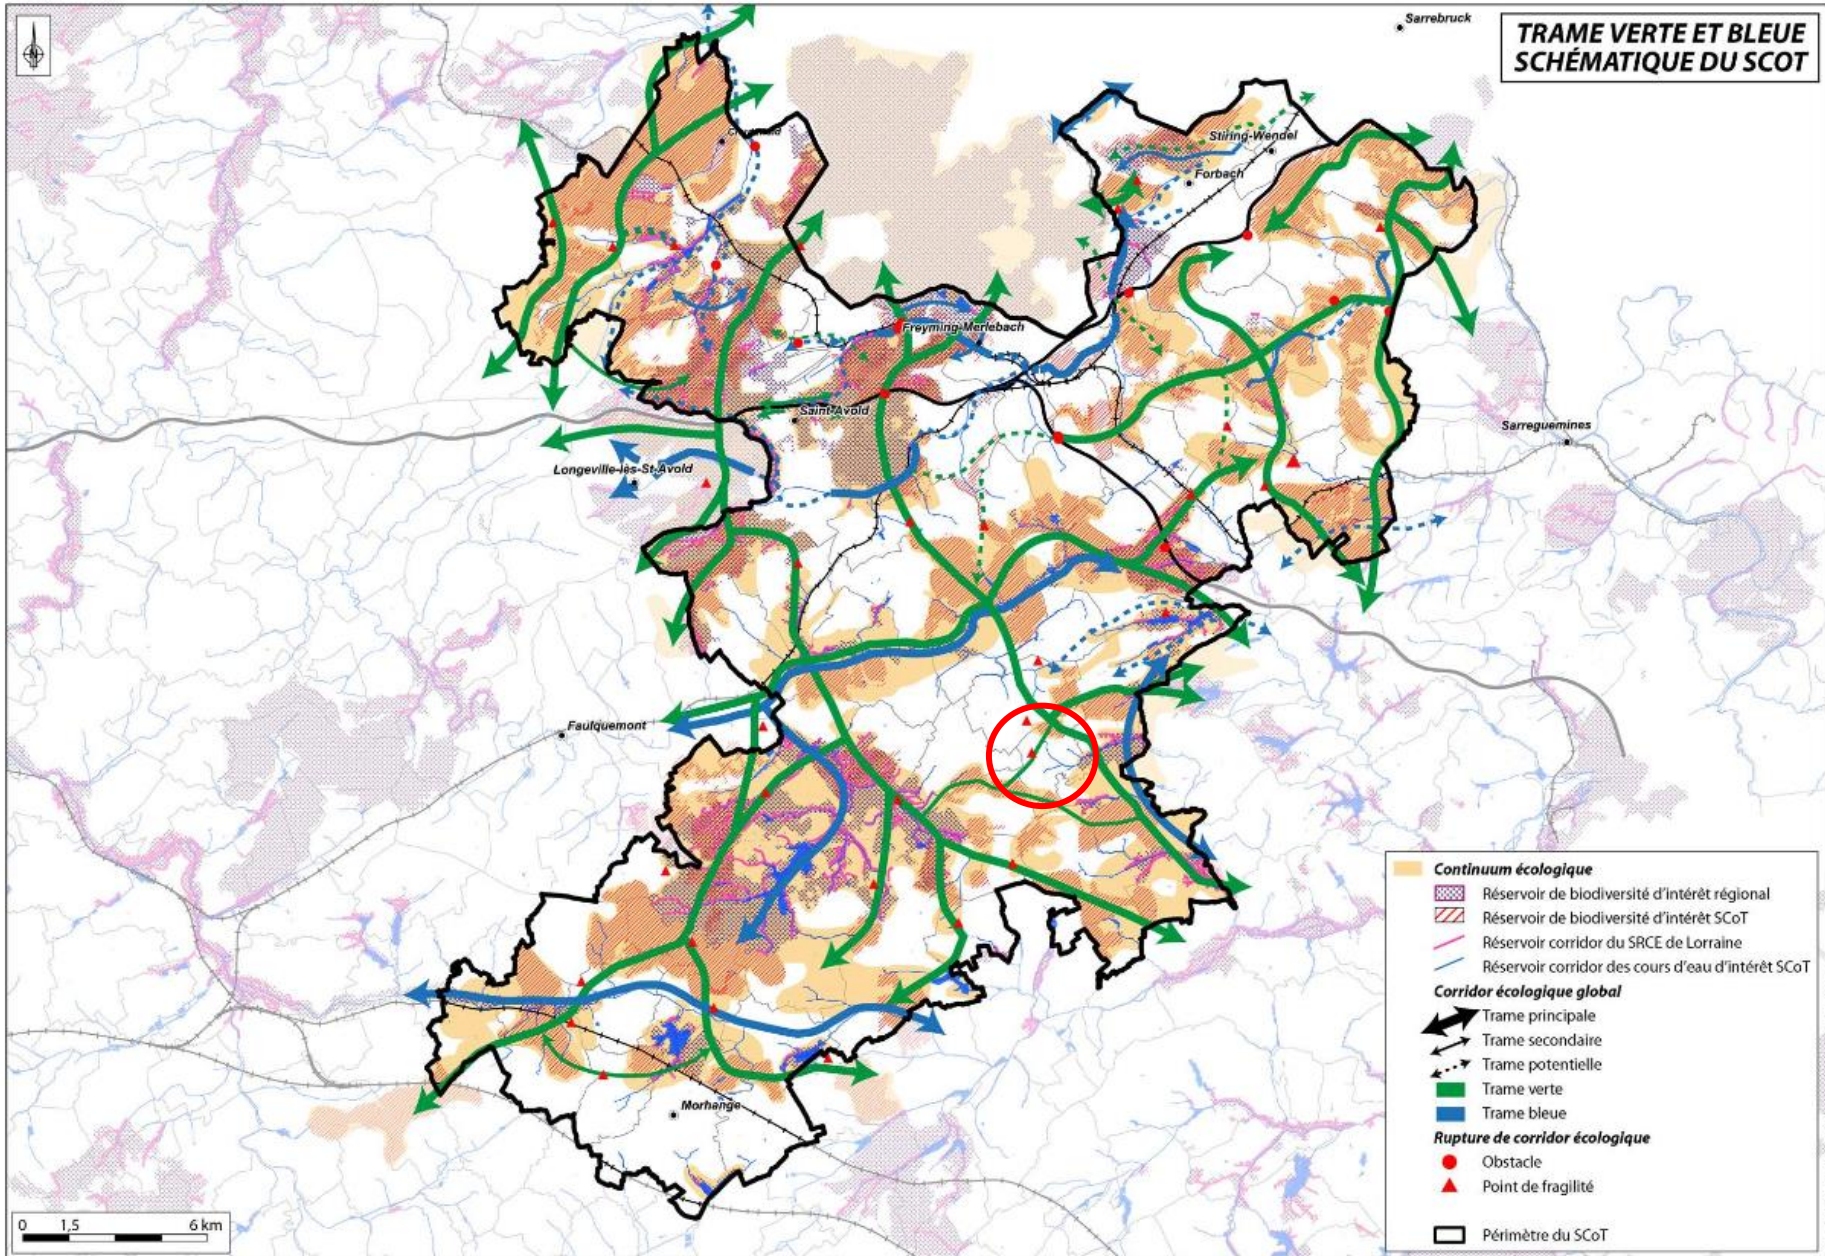 Sarrebruck
TRAME VERTE ET BLEUE
SCHÉMATIQUE DU SCOT
Stiring-Wendel
Forbach
Freyming-Merlebach
Saint-Avold
Sarreguemines
Longeville-lès-St-Avold
Faulquemont
Morhange
Continuum écologique
Réservoir de biodiversité d'intérêt régional
Réservoir de biodiversité d'intérêt SCoT
Réservoir corridor du SRCE de Lorraine
Réservoir corridor des cours d'eau d'intérêt SCoT
Corridor écologique global
Trame principale
Trame secondaire
Trame potentielle
Trame verte
Trame bleue
Rupture de corridor écologique
Obstacle
Point de fragilité
Périmètre du SCoT
0 1,5 6 km